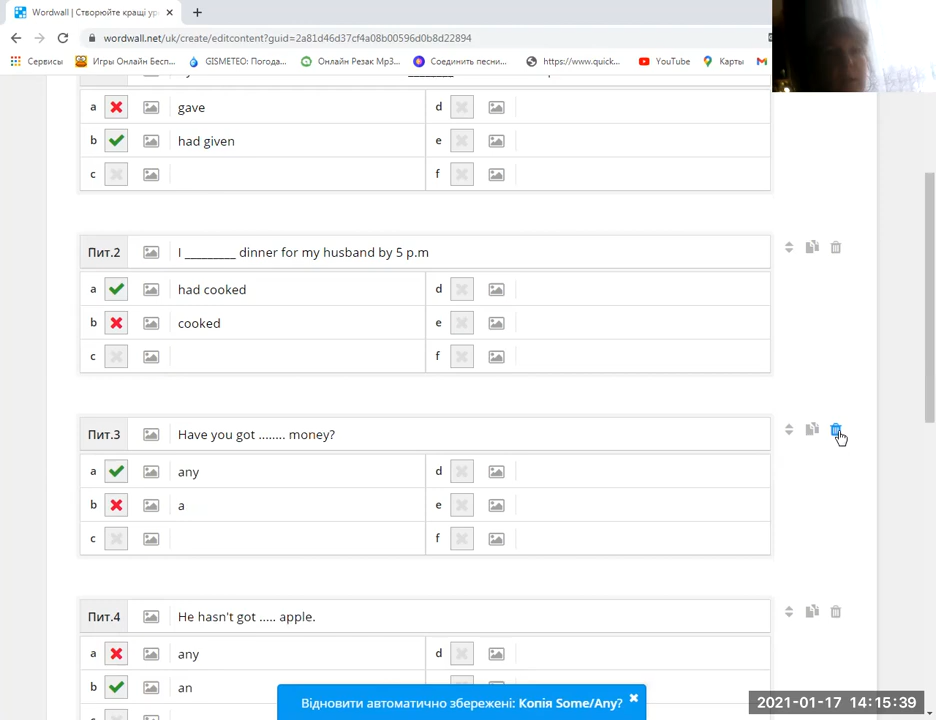 Wordwall | Створюйте кращі ур
wordwall.net/uk/create/editcontent?guid=2a81d46d37cf4a08b00596d0b8d22894
Сервисы Игры Онлайн Бесп... GISMETEO: Погода... Онлайн Резак Mp3... Соединить песни... https://www.quick... YouTube Карты
a gave d
b had given e
c f
Пит.2 I _________ dinner for my husband by 5 p.m
a had cooked d
b cooked e
c f
Пит.3 Have you got ........ money?
a any d
b a e
c f
Пит.4 He hasn't got ..... apple.
a any d
b an
Відновити автоматично збережені: Копія Some/Any?
2021-01-17 14:15:39